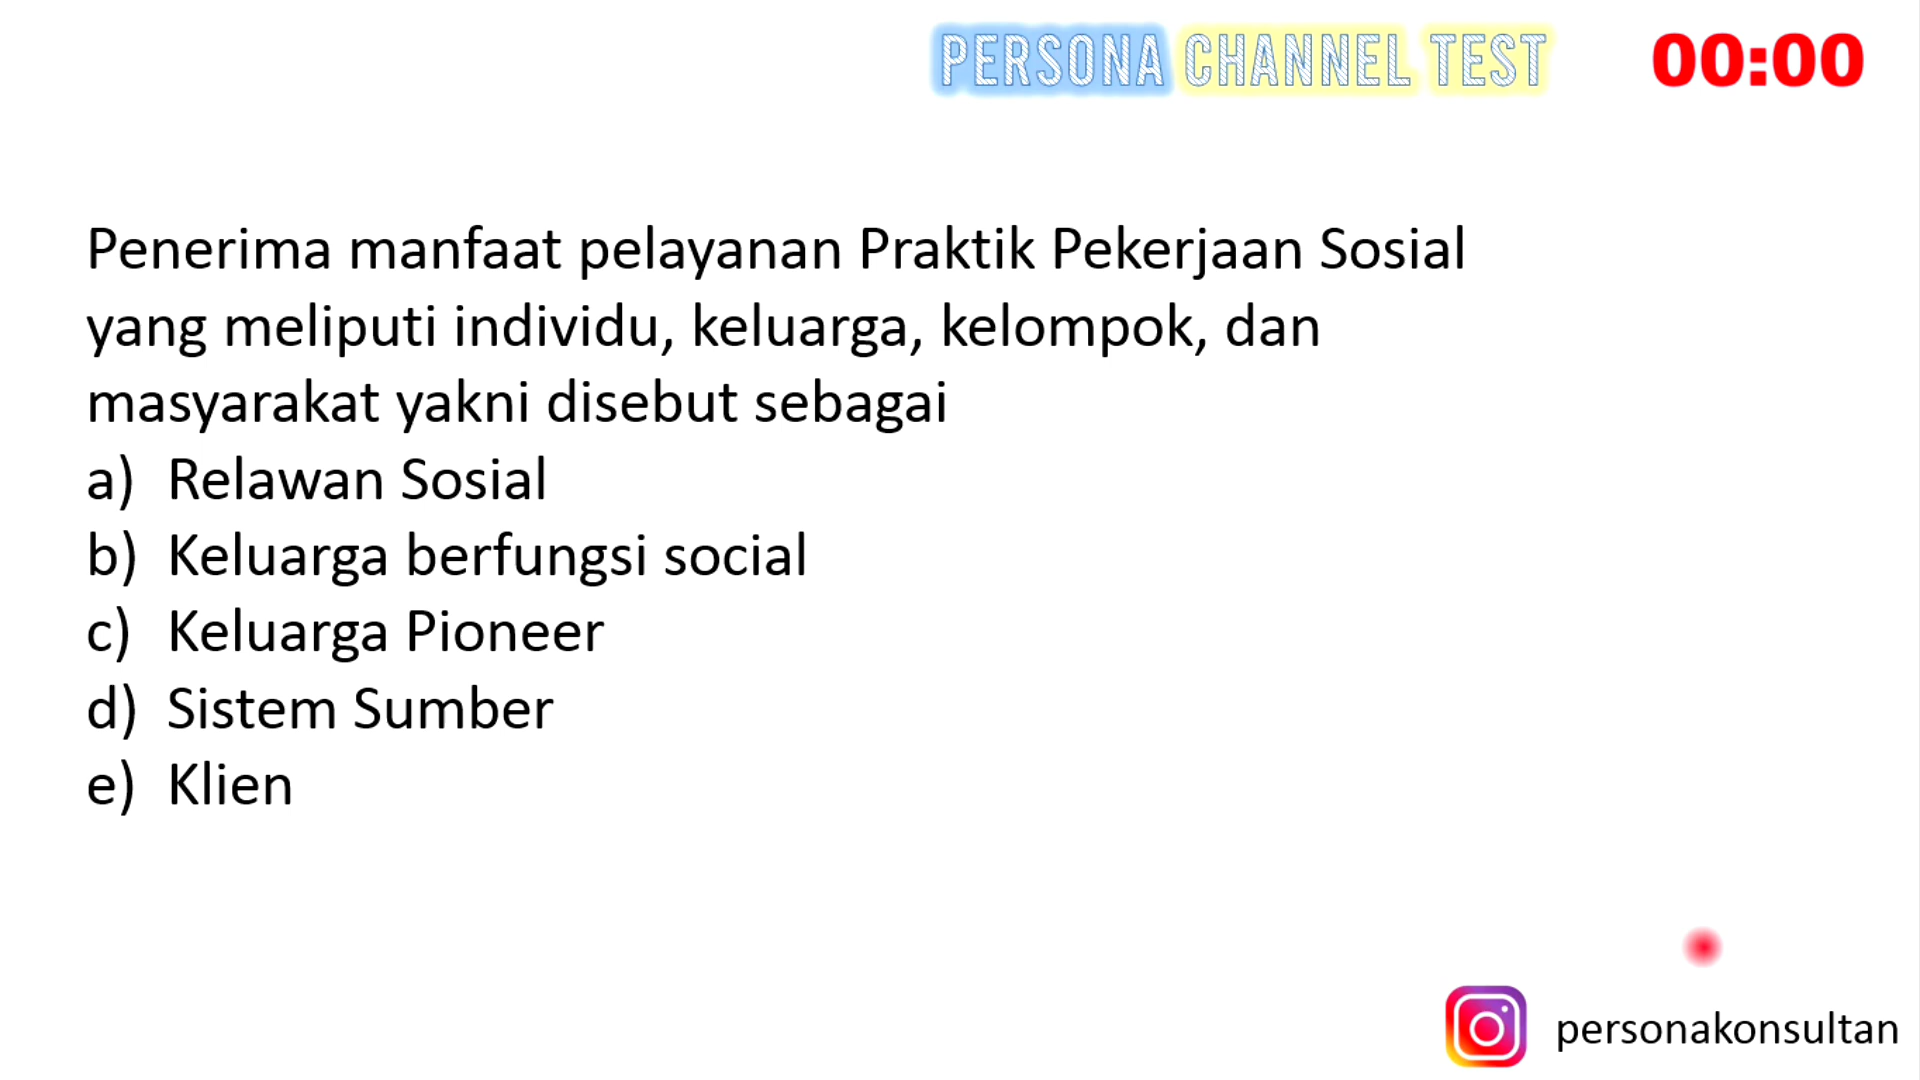 PERSONA CHANNEL TEST 00:00
Penerima manfaat pelayanan Praktik Pekerjaan Sosial
yang meliputi individu, keluarga, kelompok, dan
masyarakat yakni disebut sebagai
a) Relawan Sosial
b) Keluarga berfungsi social
c) Keluarga Pioneer
d) Sistem Sumber
e) Klien
personakonsultan